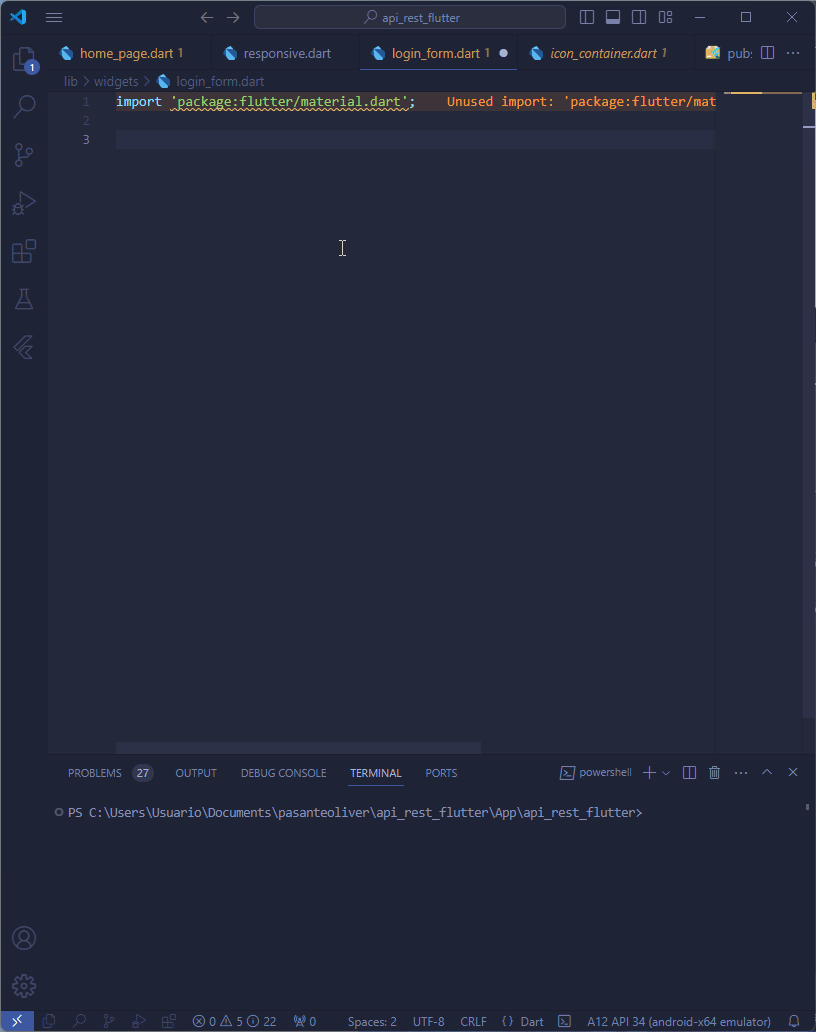 api_rest_flutter
1
home_page.dart 1
responsive.dart
login_form.dart 1
icon_container.dart 1
pub
lib > widgets > login_form.dart
1 import 'package:flutter/material.dart'; Unused import: 'package:flutter/mat
2
3
PROBLEMS 27 OUTPUT DEBUG CONSOLE TERMINAL PORTS
powershell
PS C:\Users\Usuario\Documents\pasanteoliver\api_rest_flutter\App\api_rest_flutter>
0 5 22 0 Spaces: 2 UTF-8 CRLF { } Dart A12 API 34 (android-x64 emulator)